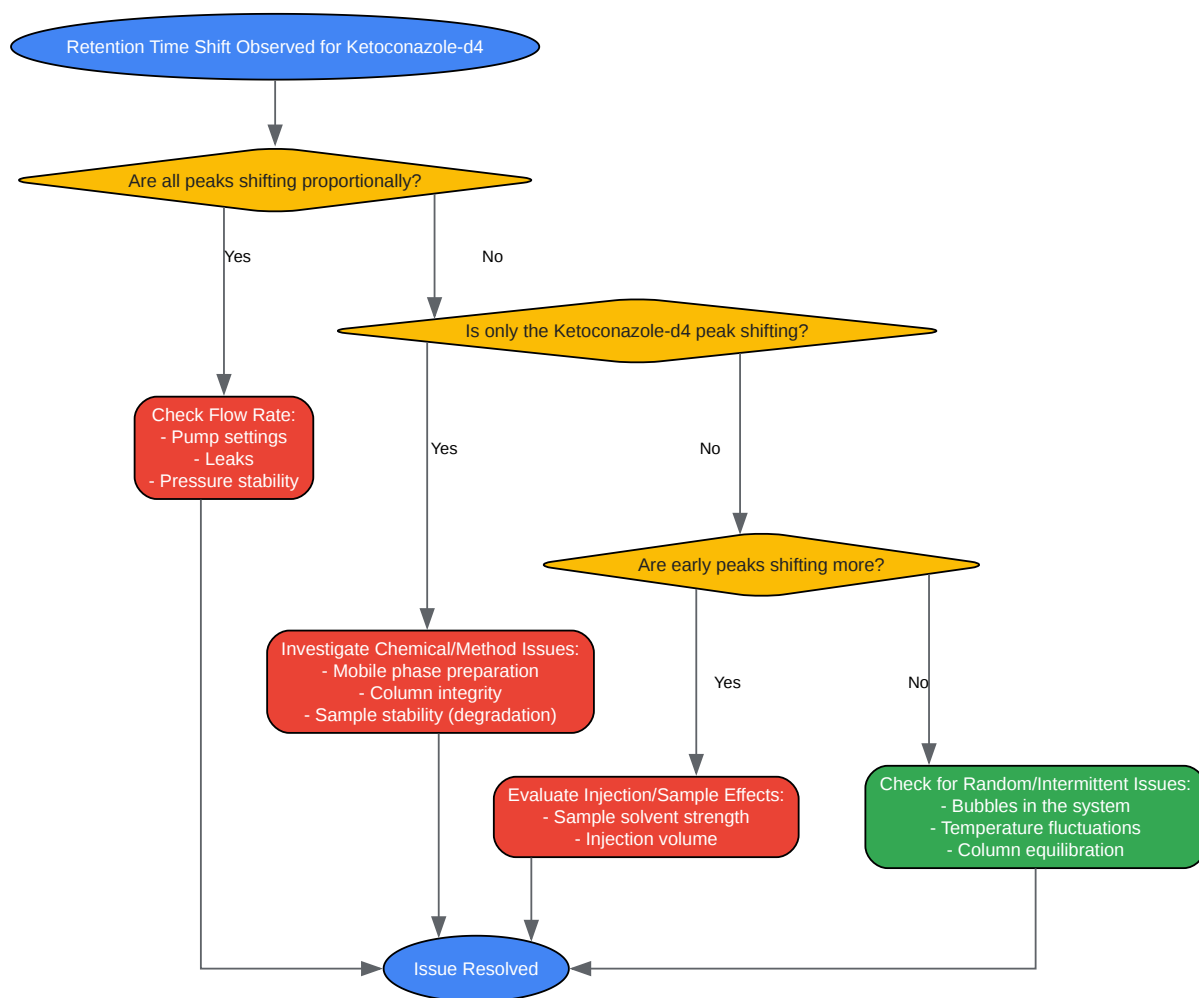 Retention Time Shift Observed for Ketoconazole-d4
Are all peaks shifting proportionally?
Yes
No
Is only the Ketoconazole-d4 peak shifting?
Check Flow Rate:
- Pump settings
- Leaks
- Pressure stability
Yes
No
Are early peaks shifting more?
Investigate Chemical/Method Issues:
- Mobile phase preparation
- Column integrity
- Sample stability (degradation)
Yes
No
Evaluate Injection/Sample Effects:
- Sample solvent strength
- Injection volume
Check for Random/Intermittent Issues:
- Bubbles in the system
- Temperature fluctuations
- Column equilibration
Issue Resolved